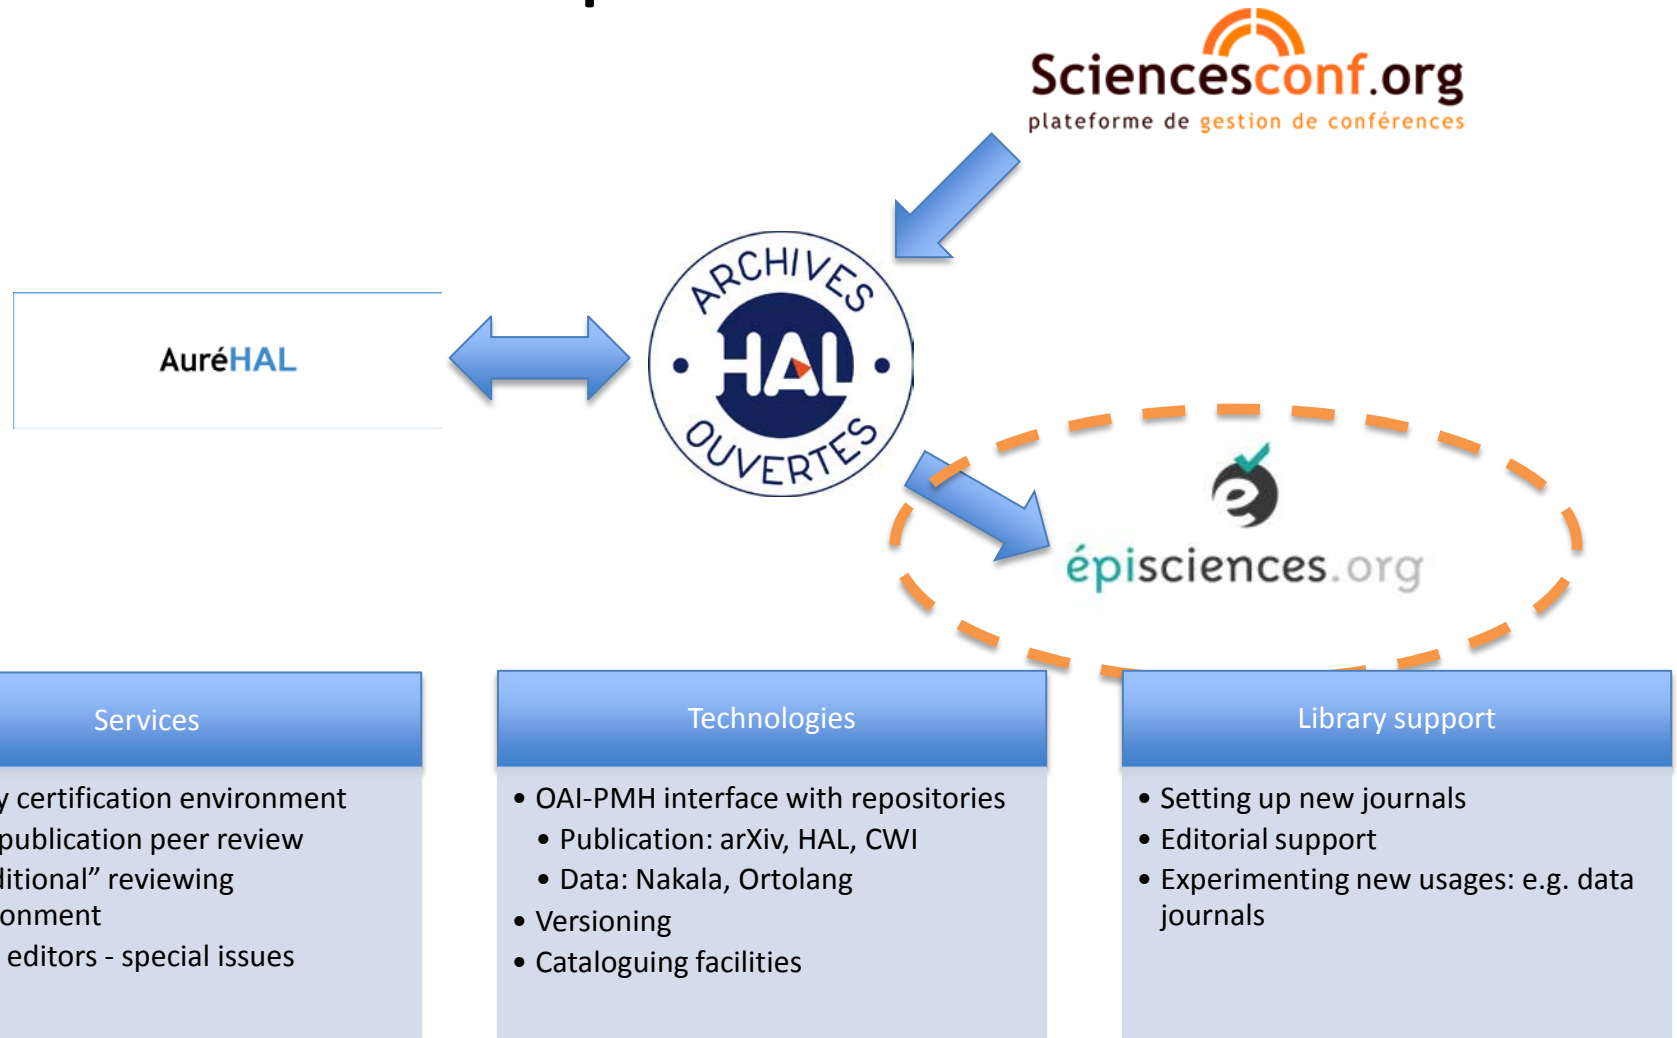 Sciencesconf.org
plateforme de gestion de conférences
ARCHIVES
HAL
OUVERTES
AuréHAL
épisciences.org
Services
certification environment
publication peer review
reviewing
editors - special issues
Technologies
• OAI-PMH interface with repositories
• Publication: arXiv, HAL, CWI
• Data: Nakala, Ortolang
• Versioning
• Cataloguing facilities
Library support
• Setting up new journals
• Editorial support
• Experimenting new usages: e.g. data
journals